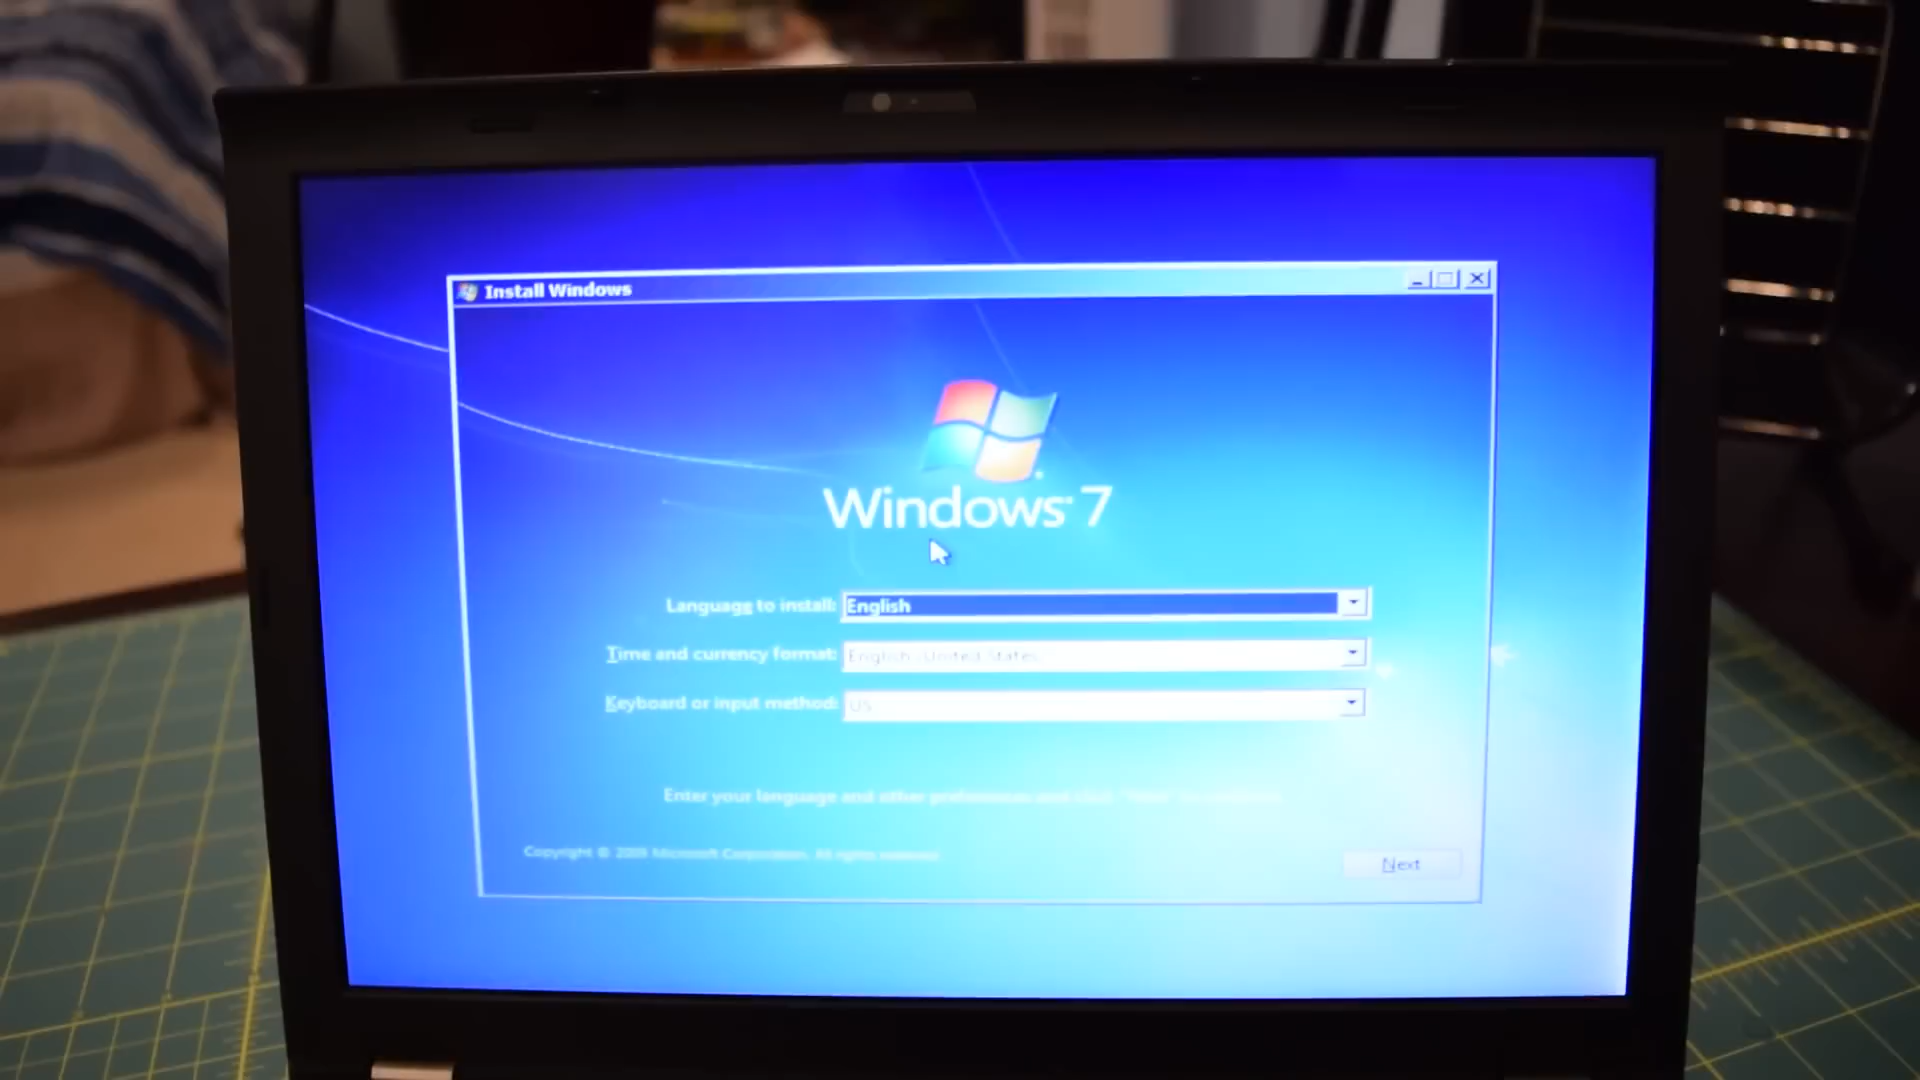 Install Windows
Windows 7
Language to install: English
Time and currency format: English (United States)
Keyboard or input method: US
Enter your language and other preferences and click "Next" to continue.
Copyright © 2009 Microsoft Corporation. All rights reserved.
Next